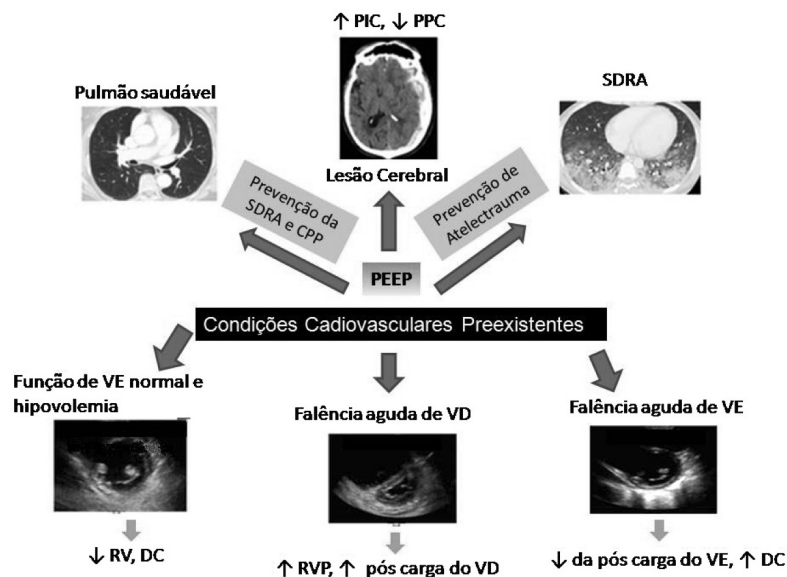 ↑ PIC, ↓ PPC
Pulmão saudável
SDRA
Lesão Cerebral
Prevenção da
SDRA e CPP
Prevenção de
Atelectrauma
PEEP
Condições Cadiovasculares Preexistentes
Função de VE normal e
hipovolemia
Falência aguda de VD
Falência aguda de VE
↓ RV, DC
↑ RVP, ↑ pós carga do VD
↓ da pós carga do VE, ↑ DC